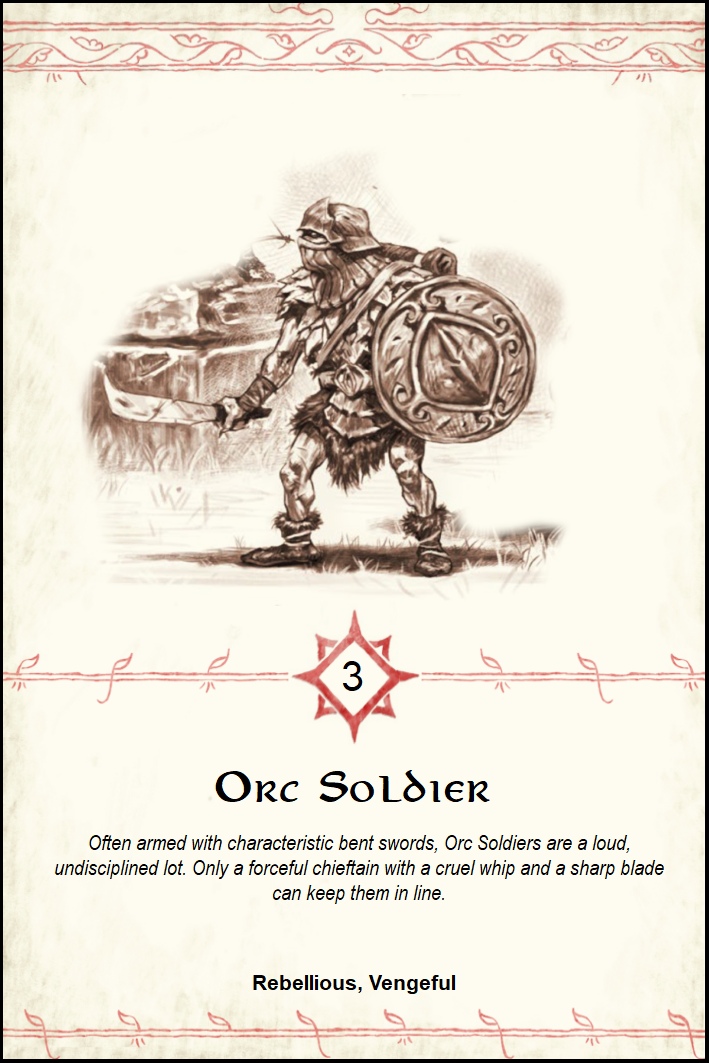 3
Orc Soldier
Often armed with characteristic bent swords, Orc Soldiers are a loud,
undisciplined lot. Only a forceful chieftain with a cruel whip and a sharp blade
can keep them in line.
Rebellious, Vengeful